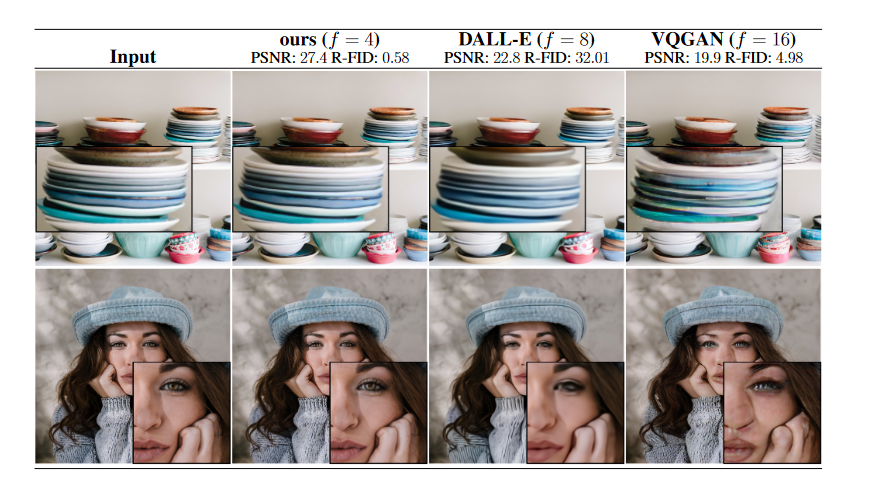 Input
ours (f = 4)
PSNR: 27.4 R-FID: 0.58
DALL-E (f = 8)
PSNR: 22.8 R-FID: 32.01
VQGAN (f = 16)
PSNR: 19.9 R-FID: 4.98